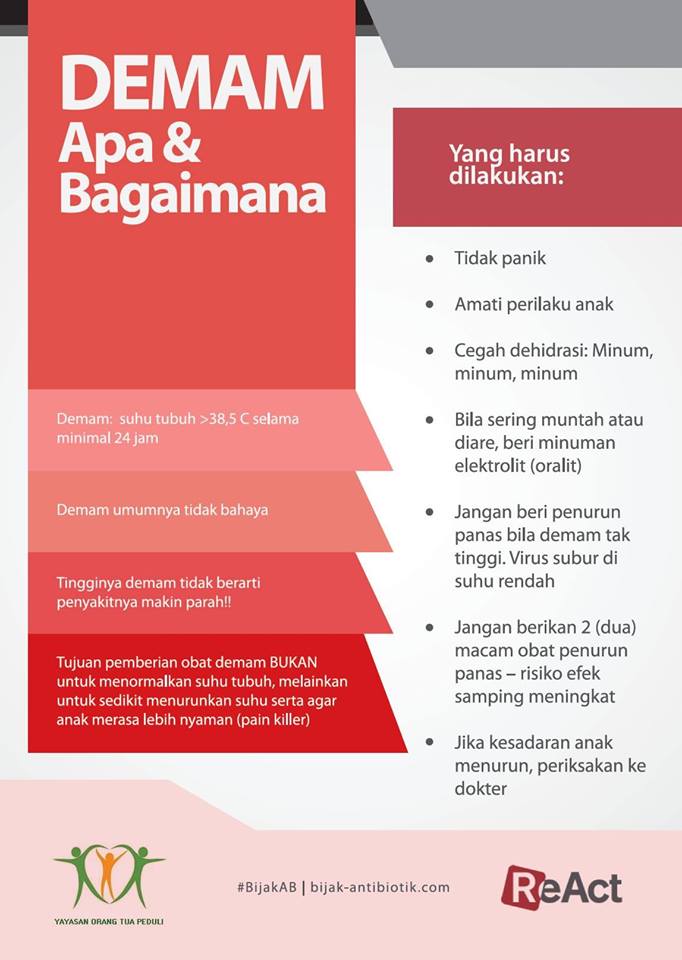 DEMAM
Apa &
Bagaimana
Demam: suhu tubuh >38,5 C selama
minimal 24 jam
Demam umumnya tidak bahaya
Tingginya demam tidak berarti
penyakitnya makin parah!!
Tujuan pemberian obat demam BUKAN
untuk menormalkan suhu tubuh, melainkan
untuk sedikit menurunkan suhu serta agar
anak merasa lebih nyaman (pain killer)
Yang harus
dilakukan:
• Tidak panik
• Amati perilaku anak
• Cegah dehidrasi: Minum,
minum, minum
• Bila sering muntah atau
diare, beri minuman
elektrolit (oralit)
• Jangan beri penurun
panas bila demam tak
tinggi. Virus subur di
suhu rendah
• Jangan berikan 2 (dua)
macam obat penurun
panas – risiko efek
samping meningkat
• Jika kesadaran anak
menurun, periksakan ke
dokter
YAYASAN ORANG TUA PEDULI
#BijakAB | bijak-antibiotik.com
ReAct